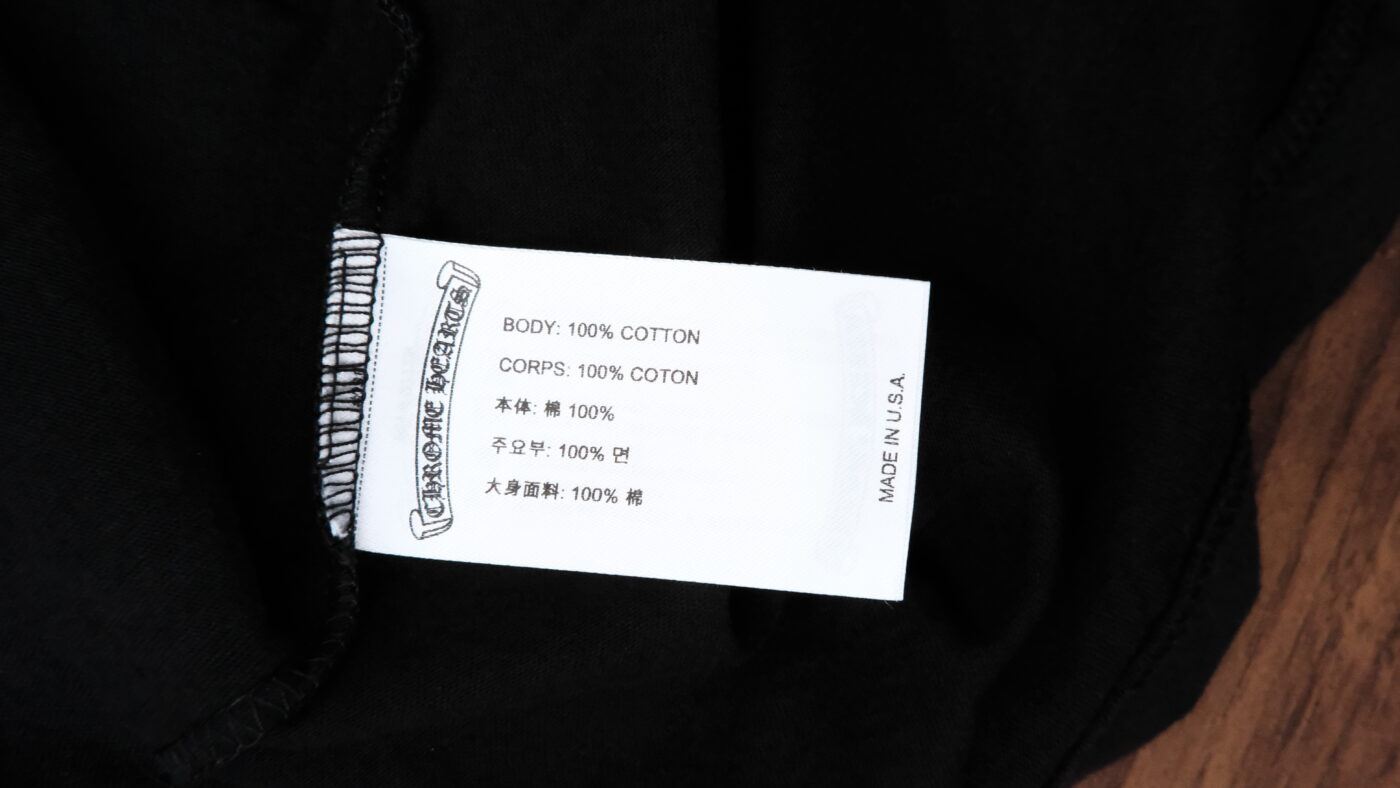 CHROME HEARTS
BODY: 100% COTTON
CORPS: 100% COTON
本体: 棉 100%
주요부: 100% 면
大身面料: 100% 棉
MADE IN U.S.A.